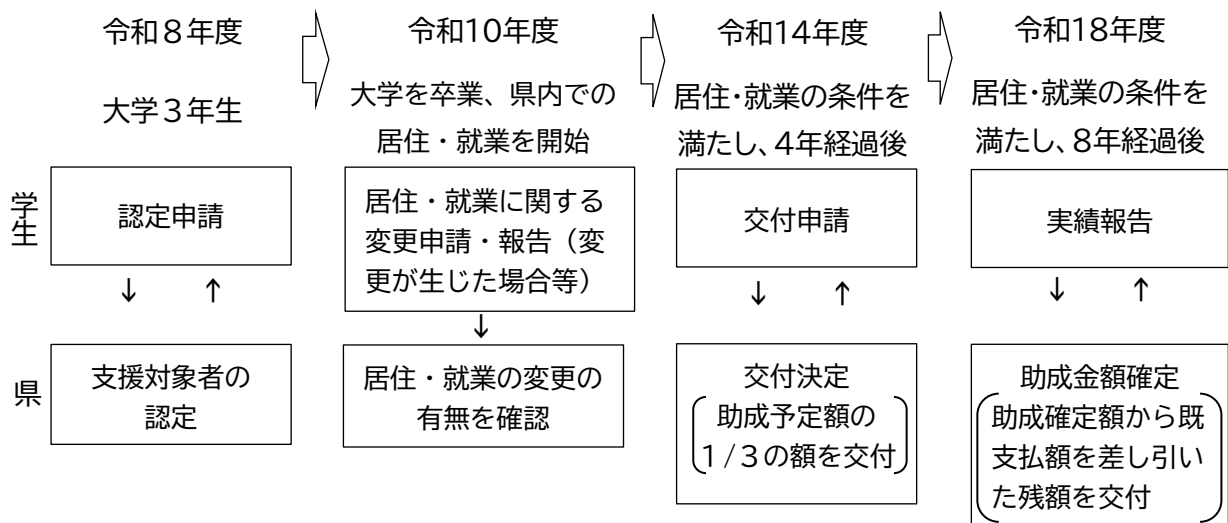 令和８年度
大学３年生
令和10年度
大学を卒業、県内での
居住・就業を開始
令和14年度
居住・就業の条件を
満たし、4年経過後
令和18年度
居住・就業の条件を
満たし、8年経過後
学生
認定申請
↓ ↑
居住・就業に関する
変更申請・報告（変
更が生じた場合等）
↓
交付申請
↓ ↑
実績報告
↓ ↑
県
支援対象者の
認定
居住・就業の変更の
有無を確認
交付決定
助成予定額の
１/３の額を交付
助成金額確定
助成確定額から既
支払額を差し引い
た残額を交付